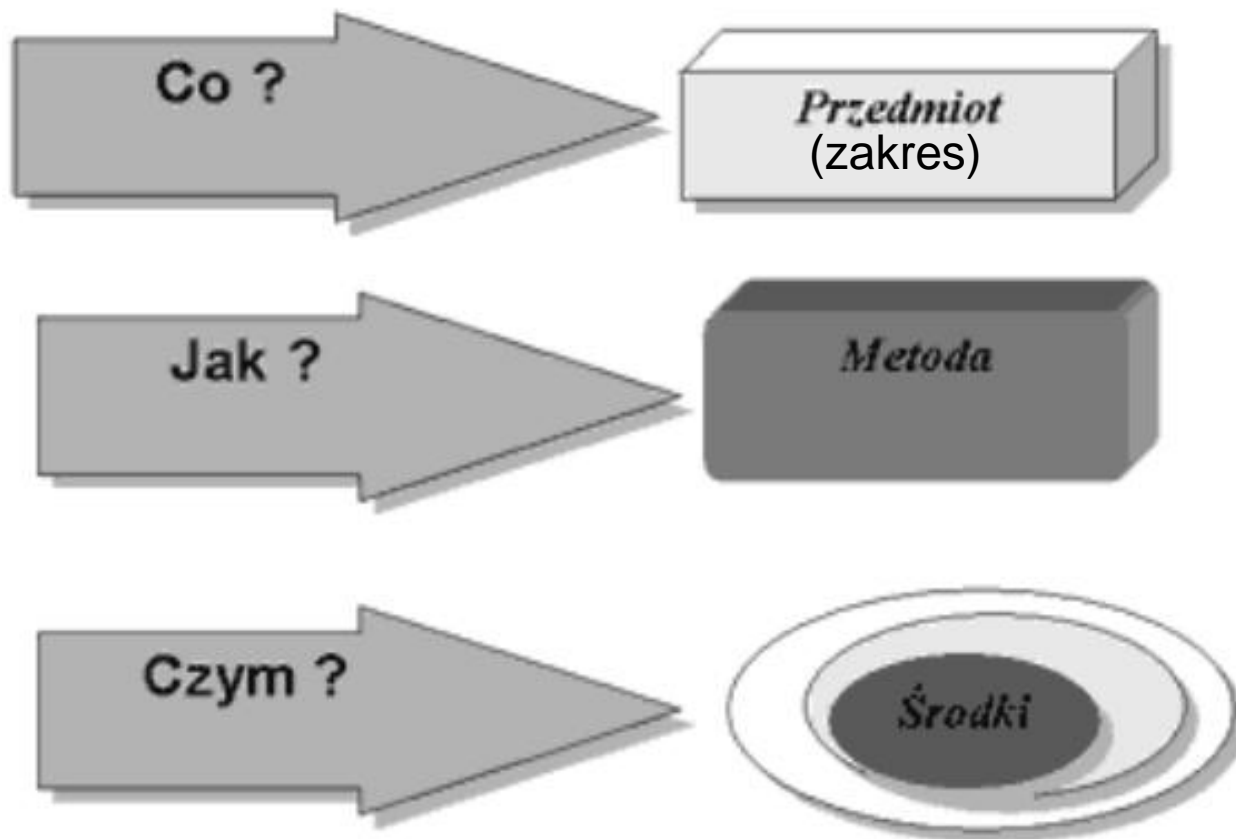 Co ?
Przedmiot
(zakres)
Jak ?
Metoda
Czym ?
Środki